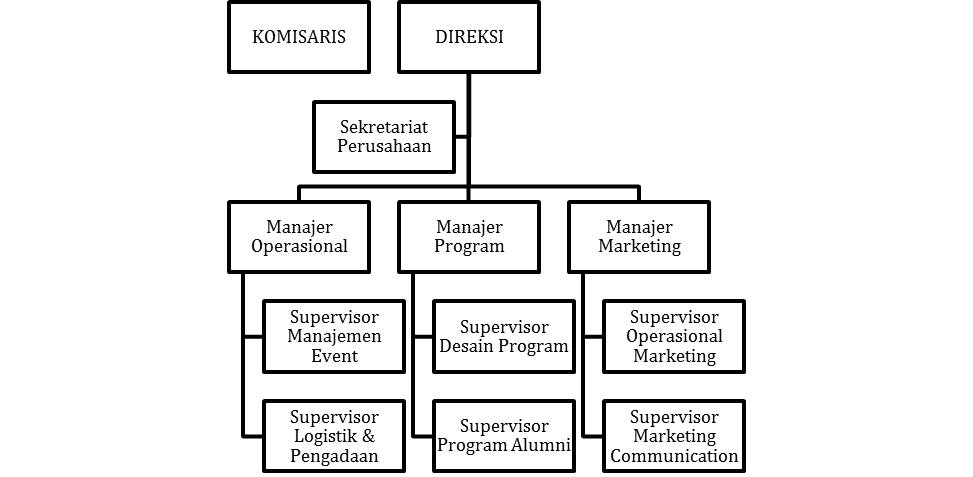 KOMISARIS
DIREKSI
Sekretariat
Perusahaan
Manajer
Operasional
Manajer
Program
Manajer
Marketing
Supervisor
Manajemen
Event
Supervisor
Desain Program
Supervisor
Operasional
Marketing
Supervisor
Logistik &
Pengadaan
Supervisor
Program Alumni
Supervisor
Marketing
Communication